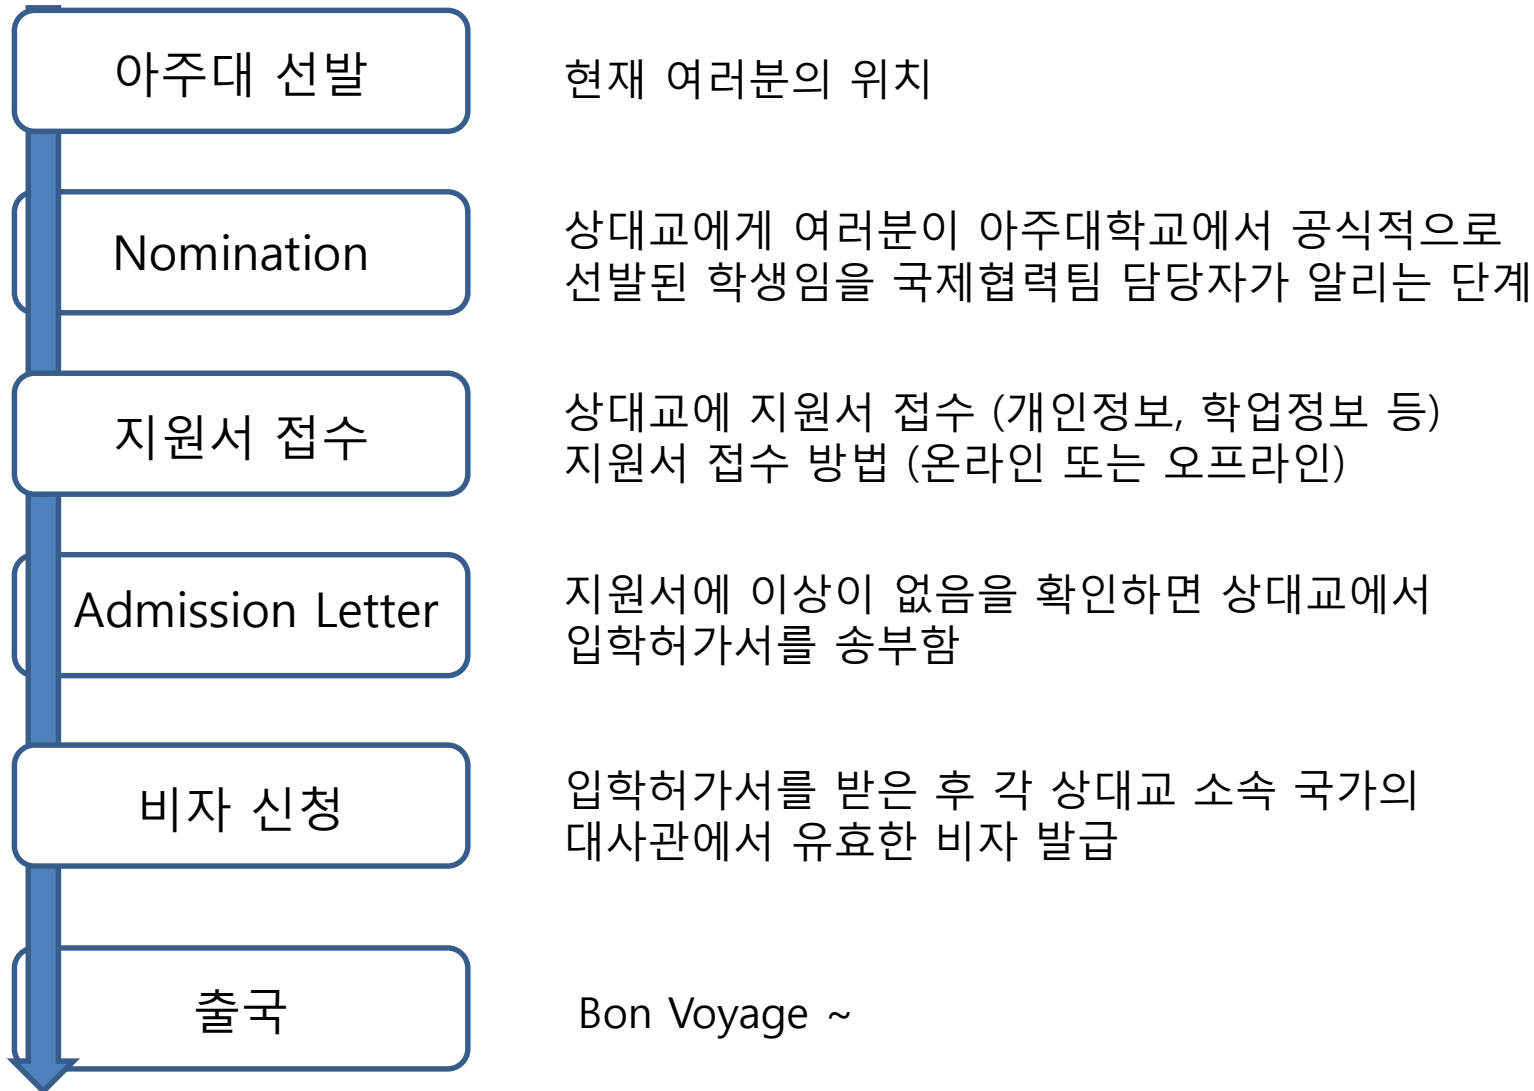 아주대 선발
현재 여러분의 위치
Nomination
상대교에게 여러분이 아주대학교에서 공식적으로
선발된 학생임을 국제협력팀 담당자가 알리는 단계
지원서 접수
상대교에 지원서 접수 (개인정보, 학업정보 등)
지원서 접수 방법 (온라인 또는 오프라인)
Admission Letter
지원서에 이상이 없음을 확인하면 상대교에서
입학허가서를 송부함
비자 신청
입학허가서를 받은 후 각 상대교 소속 국가의
대사관에서 유효한 비자 발급
출국
Bon Voyage ~